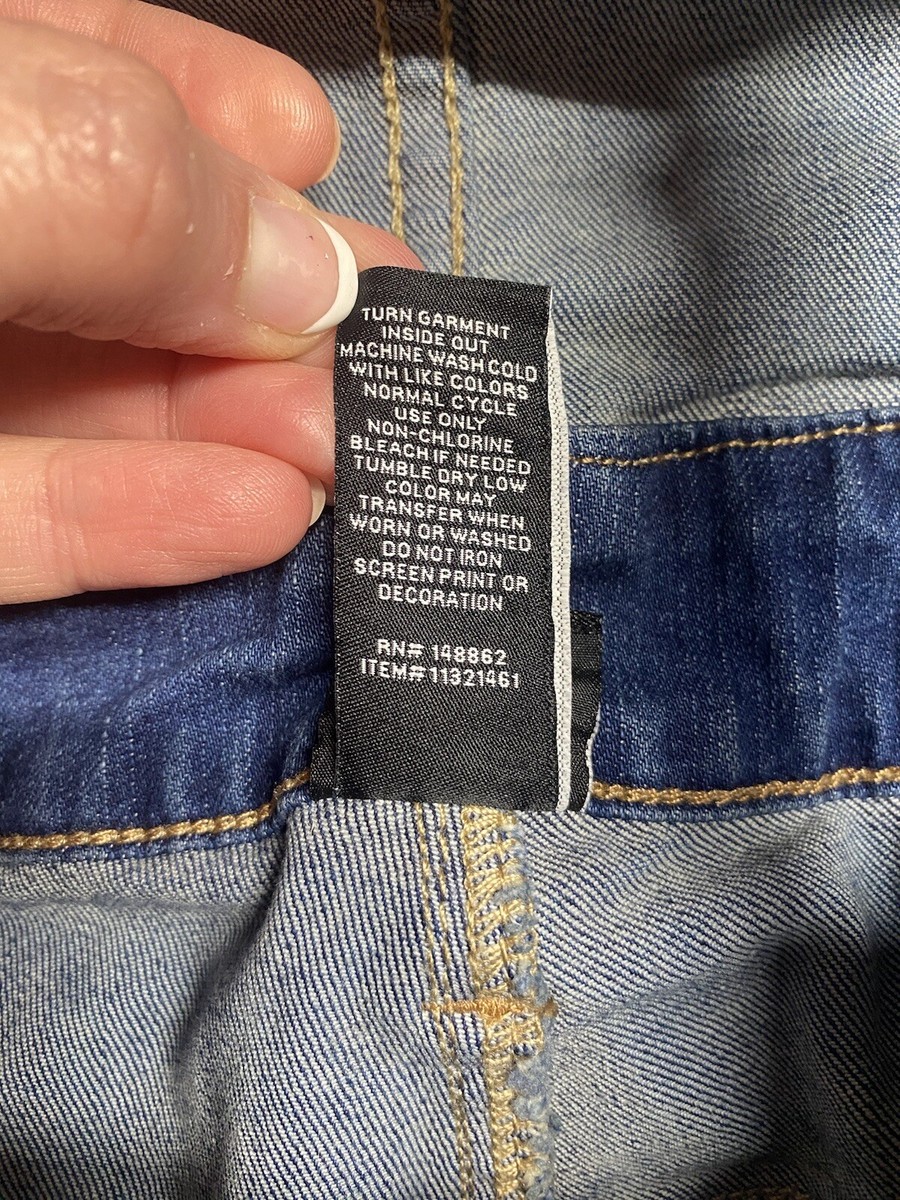 TURN GARMENT
INSIDE OUT
MACHINE WASH COLD
WITH LIKE COLORS
NORMAL CYCLE
USE ONLY
NON-CHLORINE
BLEACH IF NEEDED
TUMBLE DRY LOW
COLOR MAY
TRANSFER WHEN
WORN OR WASHED
DO NOT IRON
SCREEN PRINT OR
DECORATION
RN# 148862
ITEM# 11321461